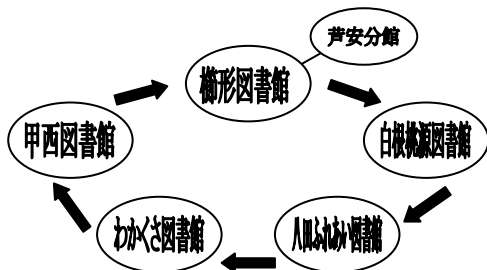 芦安分館
櫛形図書館
甲西図書館
白根桃源図書館
わかくさ図書館
八田ふれあい図書館